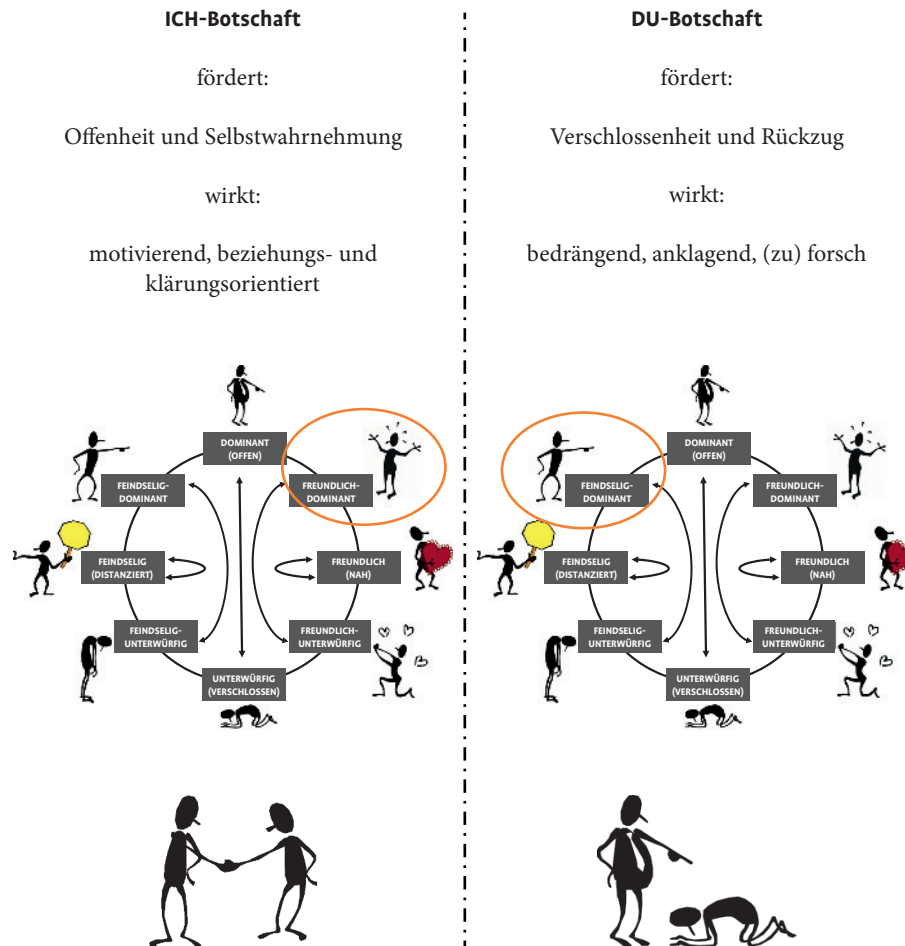 ICH-Botschaft
fördert:
Offenheit und Selbstwahrnehmung
wirkt:
motivierend, beziehungs- und
klärungsorientiert
DOMINANT
(OFFEN)
FEINDSELIG-
DOMINANT
FREUNDLICH-
DOMINANT
FEINDSELIG
(DISTANZIERT)
FREUNDLICH
(NAH)
FEINDSELIG-
UNTERWÜRFIG
FREUNDLICH-
UNTERWÜRFIG
UNTERWÜRFIG
(VERSCHLOSSEN)
DU-Botschaft
fördert:
Verschlossenheit und Rückzug
wirkt:
bedrängend, anklagend, (zu) forsch
DOMINANT
(OFFEN)
FEINDSELIG-
DOMINANT
FREUNDLICH-
DOMINANT
FEINDSELIG
(DISTANZIERT)
FREUNDLICH
(NAH)
FEINDSELIG-
UNTERWÜRFIG
FREUNDLICH-
UNTERWÜRFIG
UNTERWÜRFIG
(VERSCHLOSSEN)